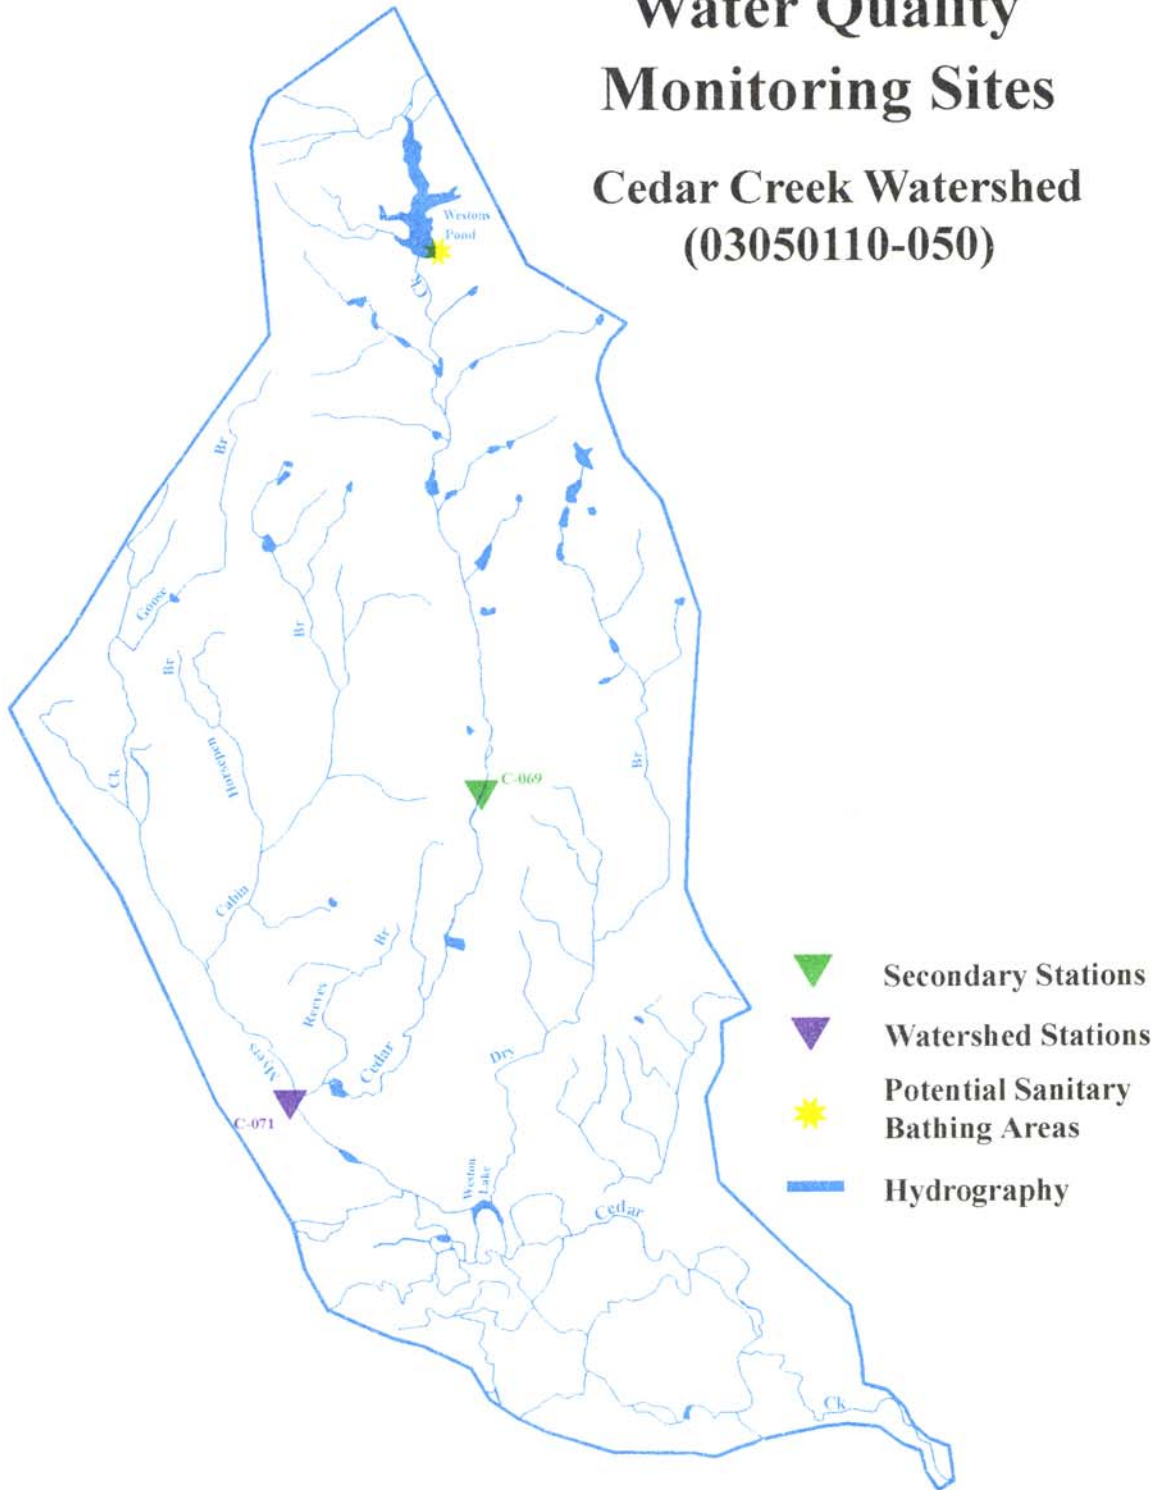 Water Quality
Monitoring Sites
Cedar Creek Watershed
(03050110-050)
Westons
Pond
Ck
Br
Goose
Br
Br
Horsepen
Ck
C-069
Br
Cabin
Br
Reeves
Myers
Cedar
Dry
C-071
Weston
Lake
Cedar
Ck
Secondary Stations
Watershed Stations
Potential Sanitary
Bathing Areas
Hydrography